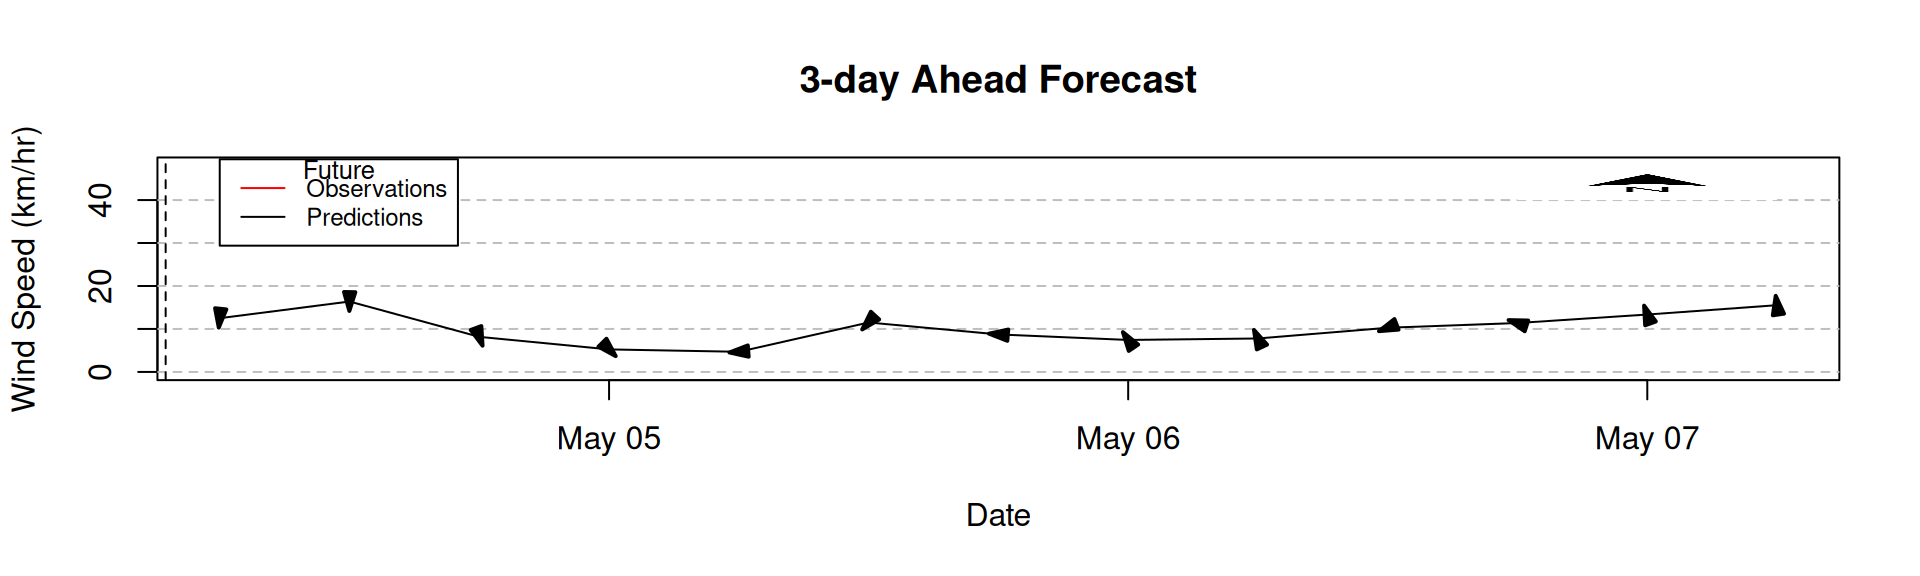 3-day Ahead Forecast
Wind Speed (km/hr)
40
20
0
Future
Observations
Predictions
N
May 05
May 06
May 07
Date